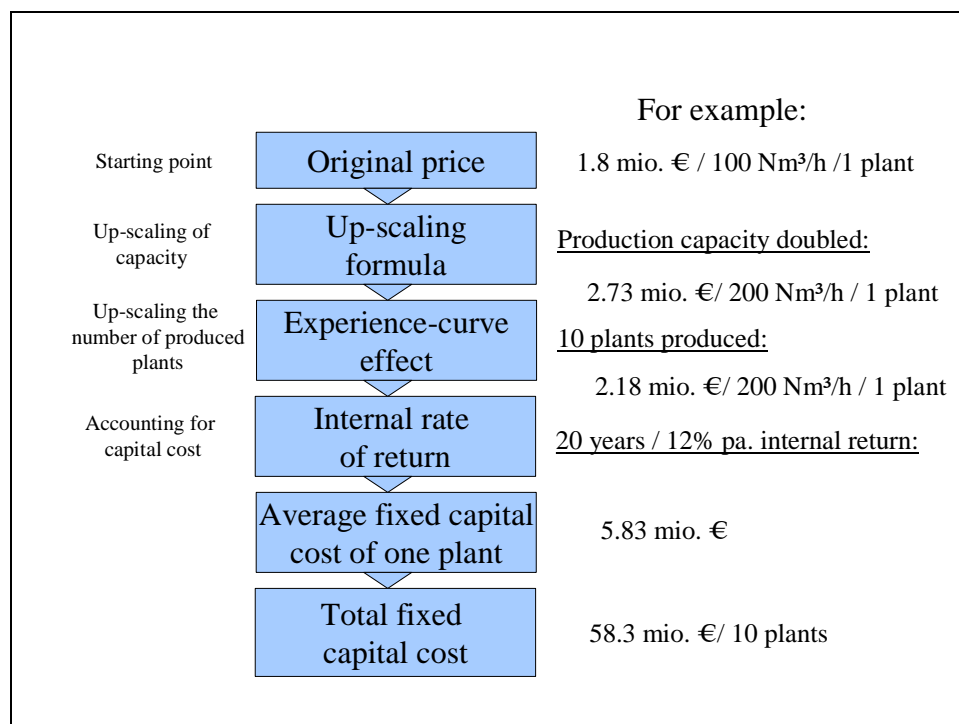 For example:
Starting point
Original price
1.8 mio. € / 100 Nm³/h /1 plant
Up-scaling of
capacity
Up-scaling
formula
Production capacity doubled:
2.73 mio. €/ 200 Nm³/h / 1 plant
Up-scaling the
number of produced
plants
Experience-curve
effect
10 plants produced:
2.18 mio. €/ 200 Nm³/h / 1 plant
Accounting for
capital cost
Internal rate
of return
20 years / 12% pa. internal return:
Average fixed capital
cost of one plant
5.83 mio. €
Total fixed
capital cost
58.3 mio. €/ 10 plants